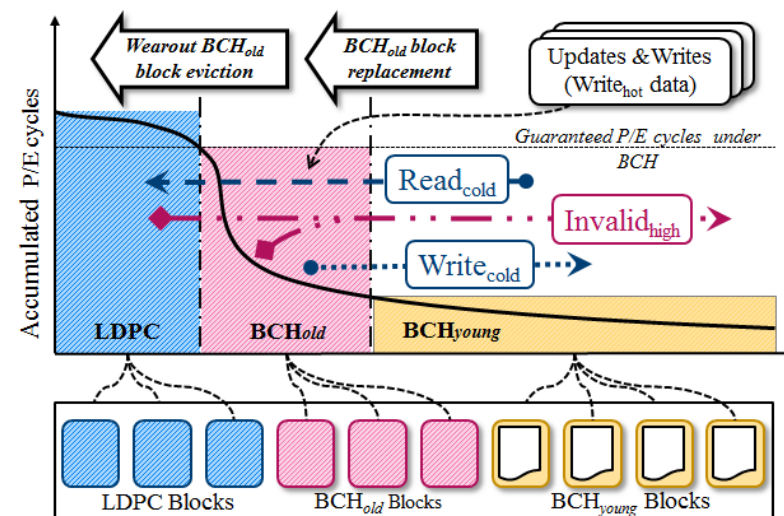 Wearout BCHold
block eviction
BCHold block
replacement
Updates &Writes
(Writehot data)
Guaranteed P/E cycles under
BCH
Accumulated P/E cycles
Readcold
Invalidhigh
Writecold
LDPC
BCHold
BCHyoung
LDPC Blocks
BCHold Blocks
BCHyoung Blocks